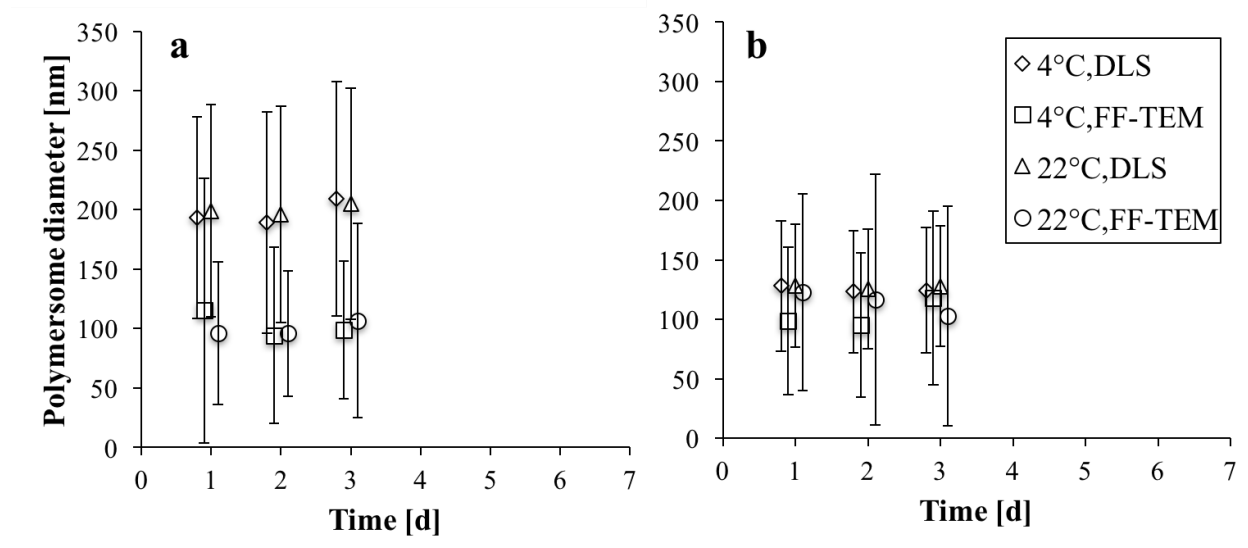 a
350
300
250
200
150
100
50
0
Polymersome diameter [nm]
0 1 2 3 4 5 6 7
Time [d]
b
350
300
250
200
150
100
50
0
0 1 2 3 4 5 6 7
Time [d]
4°C,DLS
4°C,FF-TEM
22°C,DLS
22°C,FF-TEM